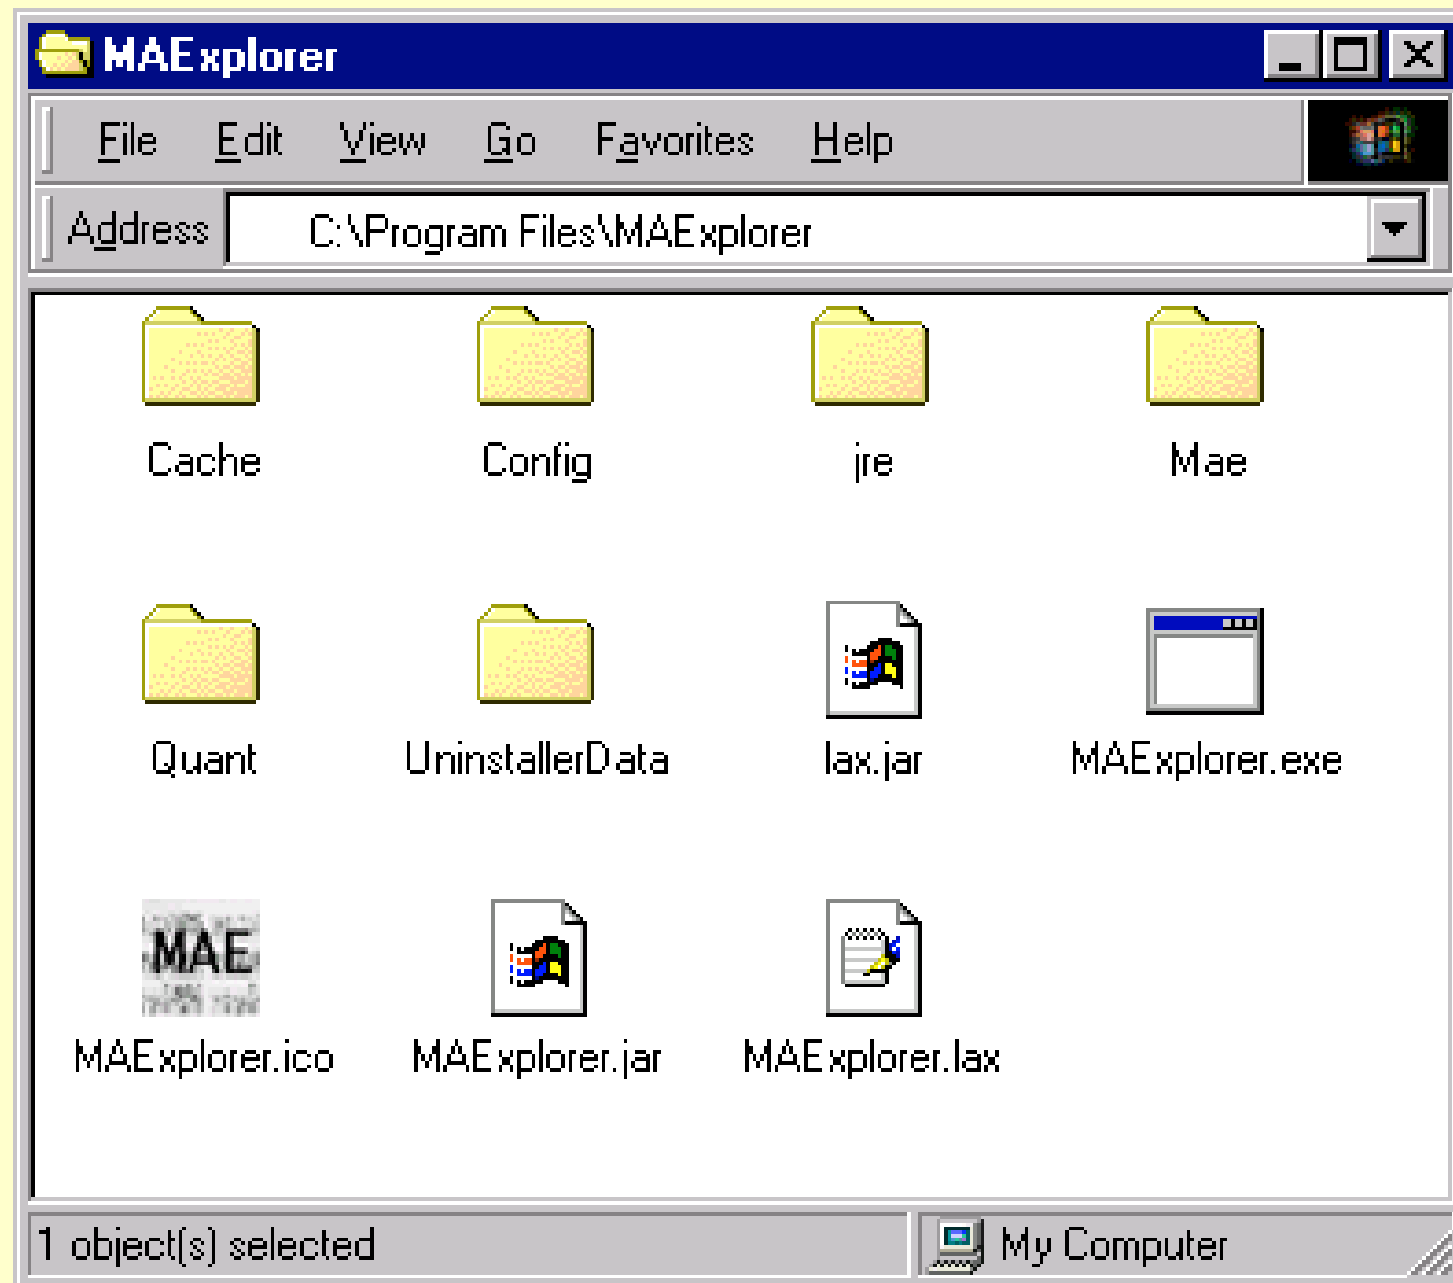 MAExplorer
File Edit View Go Favorites Help
Address C:\Program Files\MAExplorer
Cache Config jre Mae
Quant UninstallerData lax.jar MAExplorer.exe
MAE
MAExplorer.ico MAExplorer.jar MAExplorer.lax
1 object(s) selected My Computer